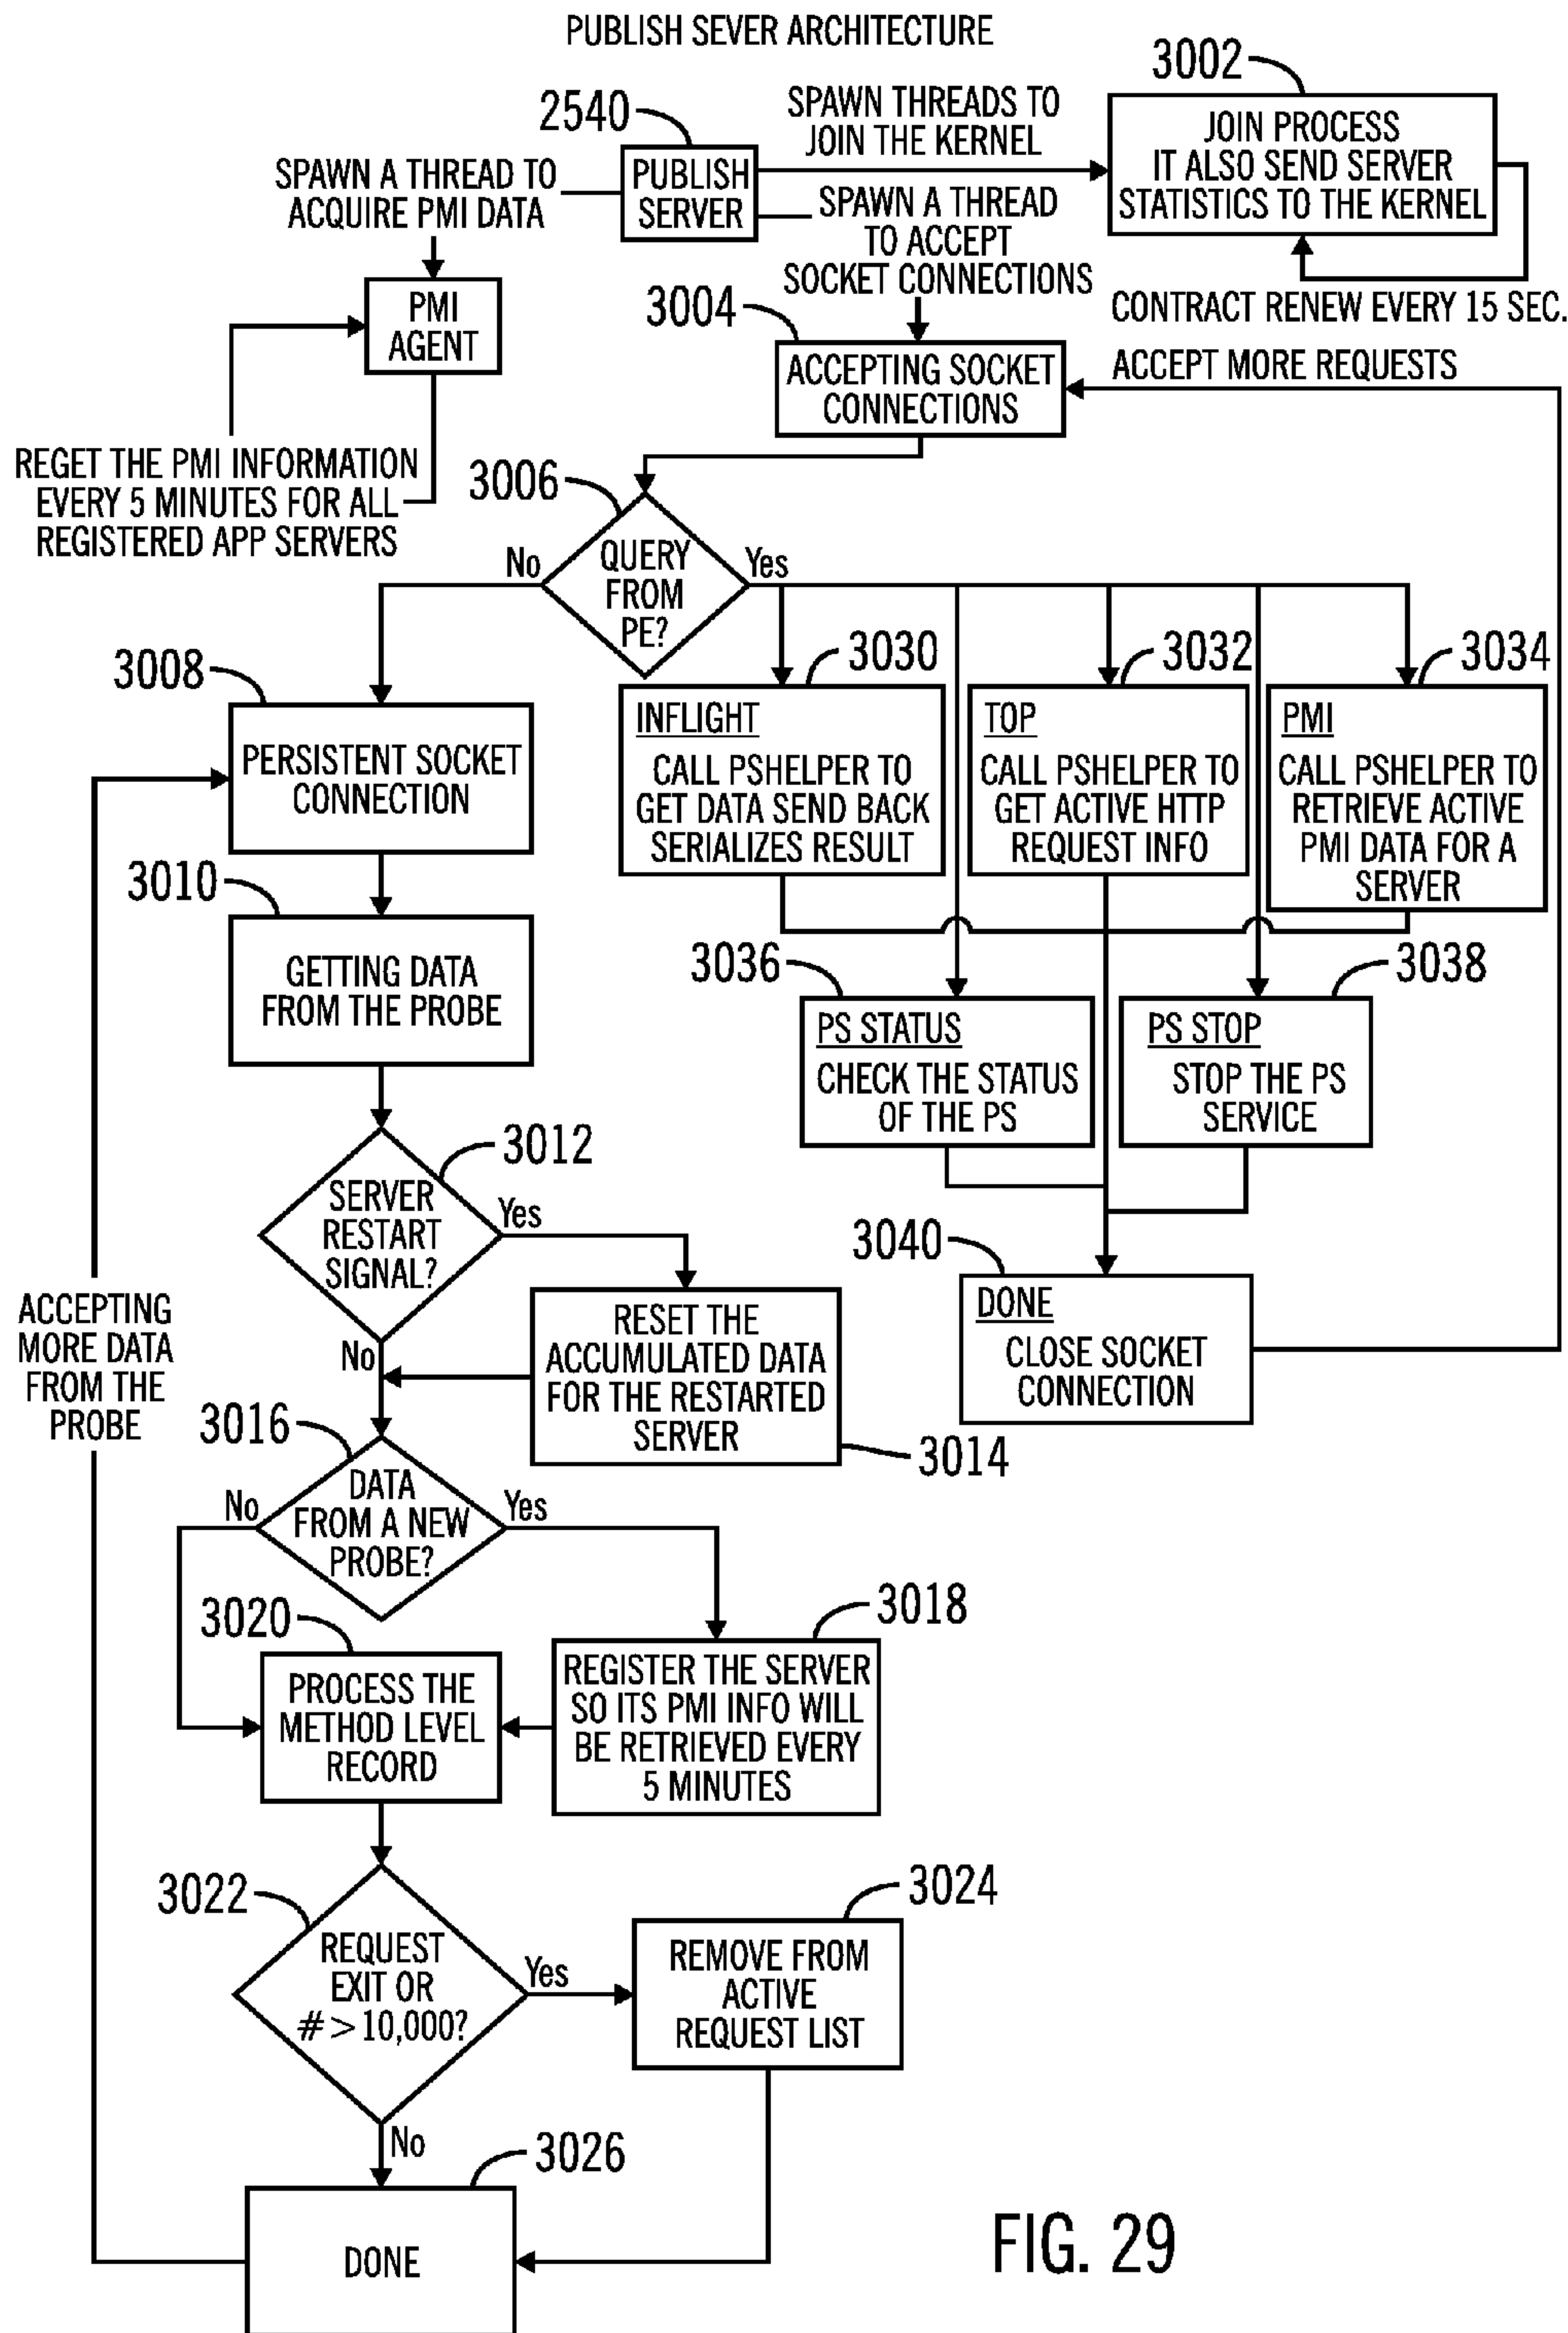 PUBLISH SEVER ARCHITECTURE
3002
2540
SPAWN THREADS TO
JOIN THE KERNEL
JOIN PROCESS
IT ALSO SEND SERVER
STATISTICS TO THE KERNEL
SPAWN A THREAD TO
ACQUIRE PMI DATA
PUBLISH
SERVER
SPAWN A THREAD
TO ACCEPT
SOCKET CONNECTIONS
CONTRACT RENEW EVERY 15 SEC.
PMI
AGENT
3004
ACCEPTING SOCKET
CONNECTIONS
ACCEPT MORE REQUESTS
REGET THE PMI INFORMATION
EVERY 5 MINUTES FOR ALL
REGISTERED APP SERVERS
3006
No
QUERY
FROM
PE?
Yes
3008
3030
3032
3034
PERSISTENT SOCKET
CONNECTION
INFLIGHT
CALL PSHELPER TO
GET DATA SEND BACK
SERIALIZES RESULT
TOP
CALL PSHELPER TO
GET ACTIVE HTTP
REQUEST INFO
PMI
CALL PSHELPER TO
RETRIEVE ACTIVE
PMI DATA FOR A
SERVER
3010
GETTING DATA
FROM THE PROBE
3036
3038
PS STATUS
CHECK THE STATUS
OF THE PS
PS STOP
STOP THE PS
SERVICE
3012
SERVER
RESTART
SIGNAL?
Yes
No
3040
DONE
CLOSE SOCKET
CONNECTION
ACCEPTING
MORE DATA
FROM THE
PROBE
RESET THE
ACCUMULATED DATA
FOR THE RESTARTED
SERVER
3014
3016
No
DATA
FROM A NEW
PROBE?
Yes
3020
3018
PROCESS THE
METHOD LEVEL
RECORD
REGISTER THE SERVER
SO ITS PMI INFO WILL
BE RETRIEVED EVERY
5 MINUTES
3022
3024
REQUEST
EXIT OR
# > 10,000?
Yes
REMOVE FROM
ACTIVE
REQUEST LIST
No
3026
DONE
FIG. 29